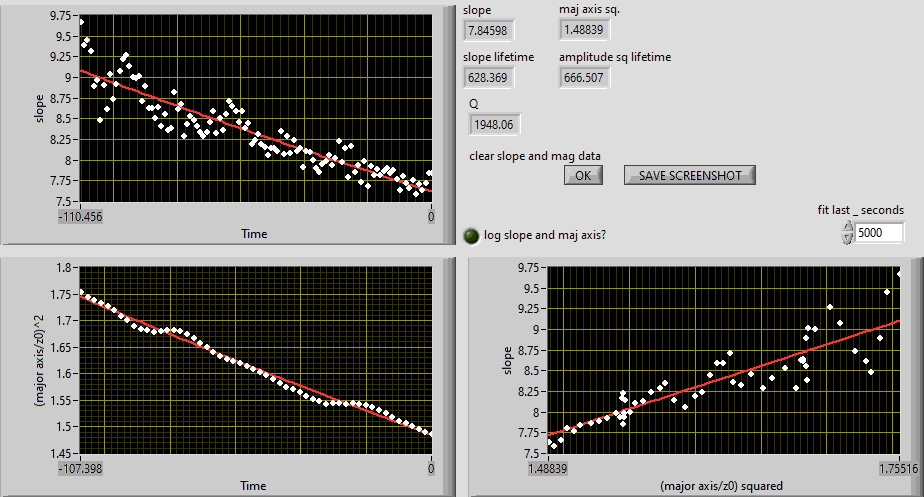 9.75
9.5
9.25
9
8.75
8.5
8.25
8
7.75
7.5
slope
-110.456
0
Time
slope
maj axis sq.
7.84598
1.48839
slope lifetime
amplitude sq lifetime
628.369
666.507
Q
1948.06
clear slope and mag data
OK
SAVE SCREENSHOT
fit last _ seconds
log slope and maj axis?
5000
1.8
1.75
1.7
1.65
1.6
1.55
1.5
1.45
(major axis/z0)^2
-107.398
0
Time
9.75
9.5
9.25
9
8.75
8.5
8.25
8
7.75
7.5
slope
1.48839
1.75516
(major axis/z0) squared